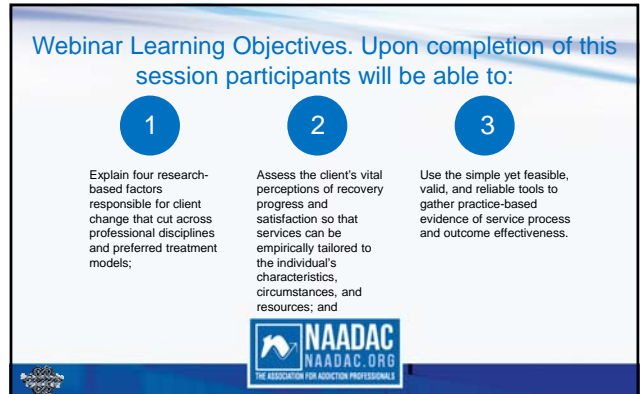 Webinar Learning Objectives. Upon completion of this
session participants will be able to:
1
Explain four research-
based factors
responsible for client
change that cut across
professional disciplines
and preferred treatment
models;
2
Assess the client's vital
perceptions of recovery
progress and
satisfaction so that
services can be
empirically tailored to
the individual's
characteristics,
circumstances, and
resources; and
3
Use the simple yet feasible,
valid, and reliable tools to
gather practice-based
evidence of service process
and outcome effectiveness.
NAADAC
NAADAC.ORG
THE ASSOCIATION FOR ADDICTION PROFESSIONALS